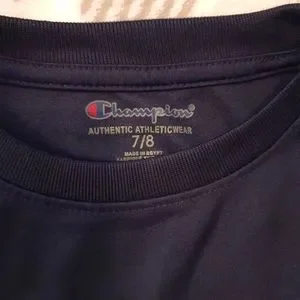 Champion®
AUTHENTIC ATHLETICWEAR
7/8
MADE IN EGYPT